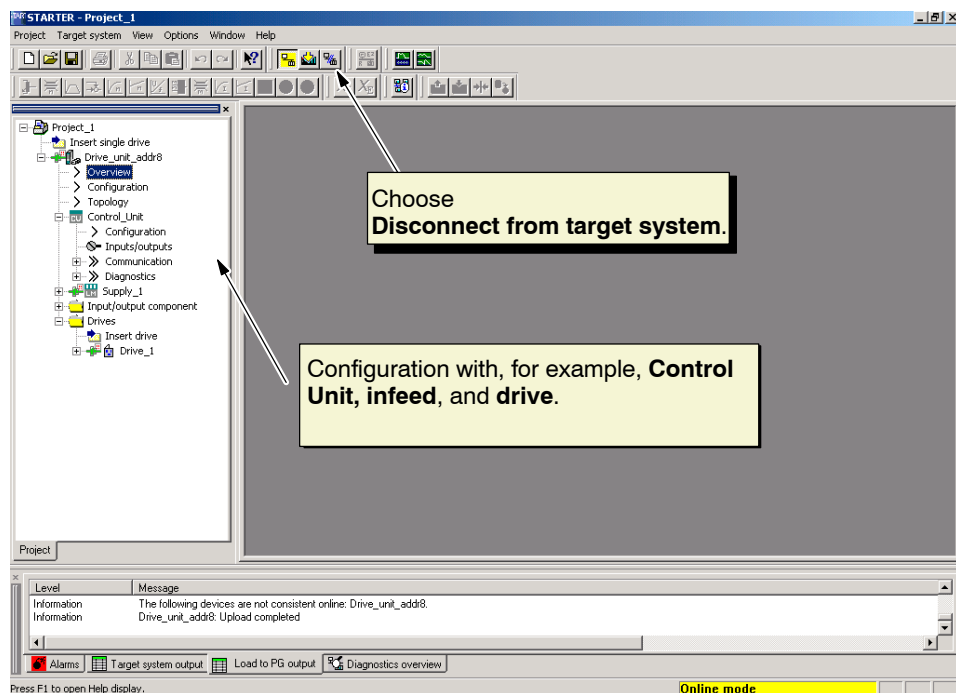 STARTER - Project_1
Project Target system View Options Window Help
Project_1
Insert single drive
Drive_unit_addr8
Overview
Configuration
Topology
Control_Unit
Configuration
Inputs/outputs
Communication
Diagnostics
Supply_1
Input/output component
Drives
Insert drive
Drive_1
Choose
Disconnect from target system.
Configuration with, for example, Control
Unit, infeed, and drive.
Project
Level Message
Information The following devices are not consistent online: Drive_unit_addr8.
Information Drive_unit_addr8: Upload completed
Alarms Target system output Load to PG output Diagnostics overview
Press F1 to open Help display. Online mode